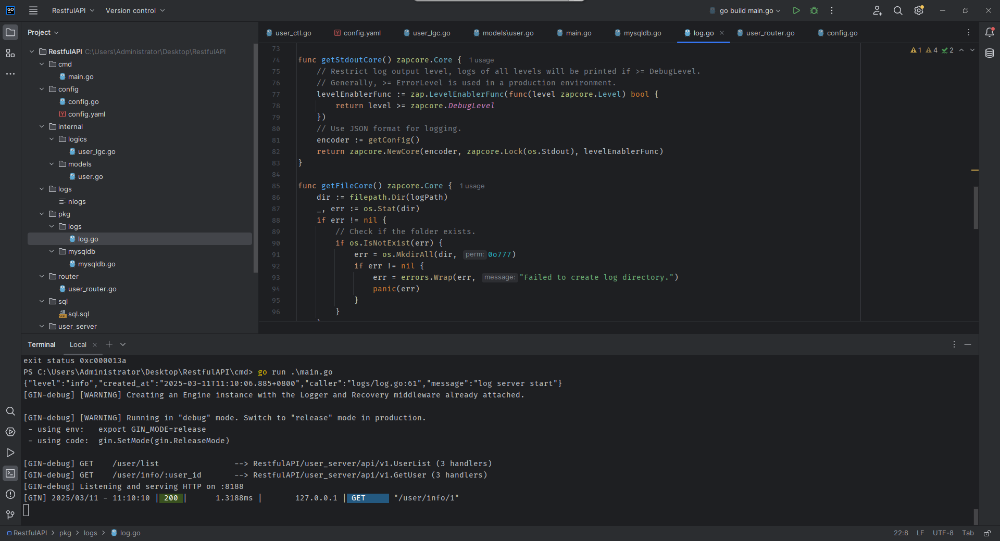 GO RestfulAPI Version control go build main.go
Project
user_ctl.go config.yaml user_lgc.go models\user.go main.go mysqldb.go log.go user_router.go config.go
RestfulAPI C:\Users\Administrator\Desktop\RestfulAPI
cmd
main.go
config
config.go
config.yaml
internal
logics
user_lgc.go
models
user.go
logs
nlogs
pkg
logs
log.go
mysqldb
mysqldb.go
router
user_router.go
sql
sql.sql
user_server
1 4 2
73
74 func getStdoutCore() zapcore.Core { 1 usage
75 // Restrict log output level, logs of all levels will be printed if >= DebugLevel.
76 // Generally, >= ErrorLevel is used in a production environment.
77 levelEnablerFunc := zap.LevelEnablerFunc(func(level zapcore.Level) bool {
78 return level >= zapcore.DebugLevel
79 })
80 // Use JSON format for logging.
81 encoder := getConfig()
82 return zapcore.NewCore(encoder, zapcore.Lock(os.Stdout), levelEnablerFunc)
83 }
84
85 func getFileCore() zapcore.Core { 1 usage
86 dir := filepath.Dir(logPath)
87 _, err := os.Stat(dir)
88 if err != nil {
89 // Check if the folder exists.
90 if os.IsNotExist(err) {
91 err = os.MkdirAll(dir, perm: 0o777)
92 if err != nil {
93 err = errors.Wrap(err, message: "Failed to create log directory.")
94 panic(err)
95 }
96 }
Terminal Local
exit status 0xc000013a
PS C:\Users\Administrator\Desktop\RestfulAPI\cmd> go run .\main.go
{"level":"info","created_at":"2025-03-11T11:10:06.885+0800","caller":"logs/log.go:61","message":"log server start"}
[GIN-debug] [WARNING] Creating an Engine instance with the Logger and Recovery middleware already attached.
[GIN-debug] [WARNING] Running in "debug" mode. Switch to "release" mode in production.
- using env: export GIN_MODE=release
- using code: gin.SetMode(gin.ReleaseMode)
[GIN-debug] GET /user/list --> RestfulAPI/user_server/api/v1.UserList (3 handlers)
[GIN-debug] GET /user/info/:user_id --> RestfulAPI/user_server/api/v1.GetUser (3 handlers)
[GIN-debug] Listening and serving HTTP on :8188
[GIN] 2025/03/11 - 11:10:10 | 200 | 1.3188ms | 127.0.0.1 | GET "/user/info/1"
RestfulAPI > pkg > logs > log.go 22:8 LF UTF-8 Tab